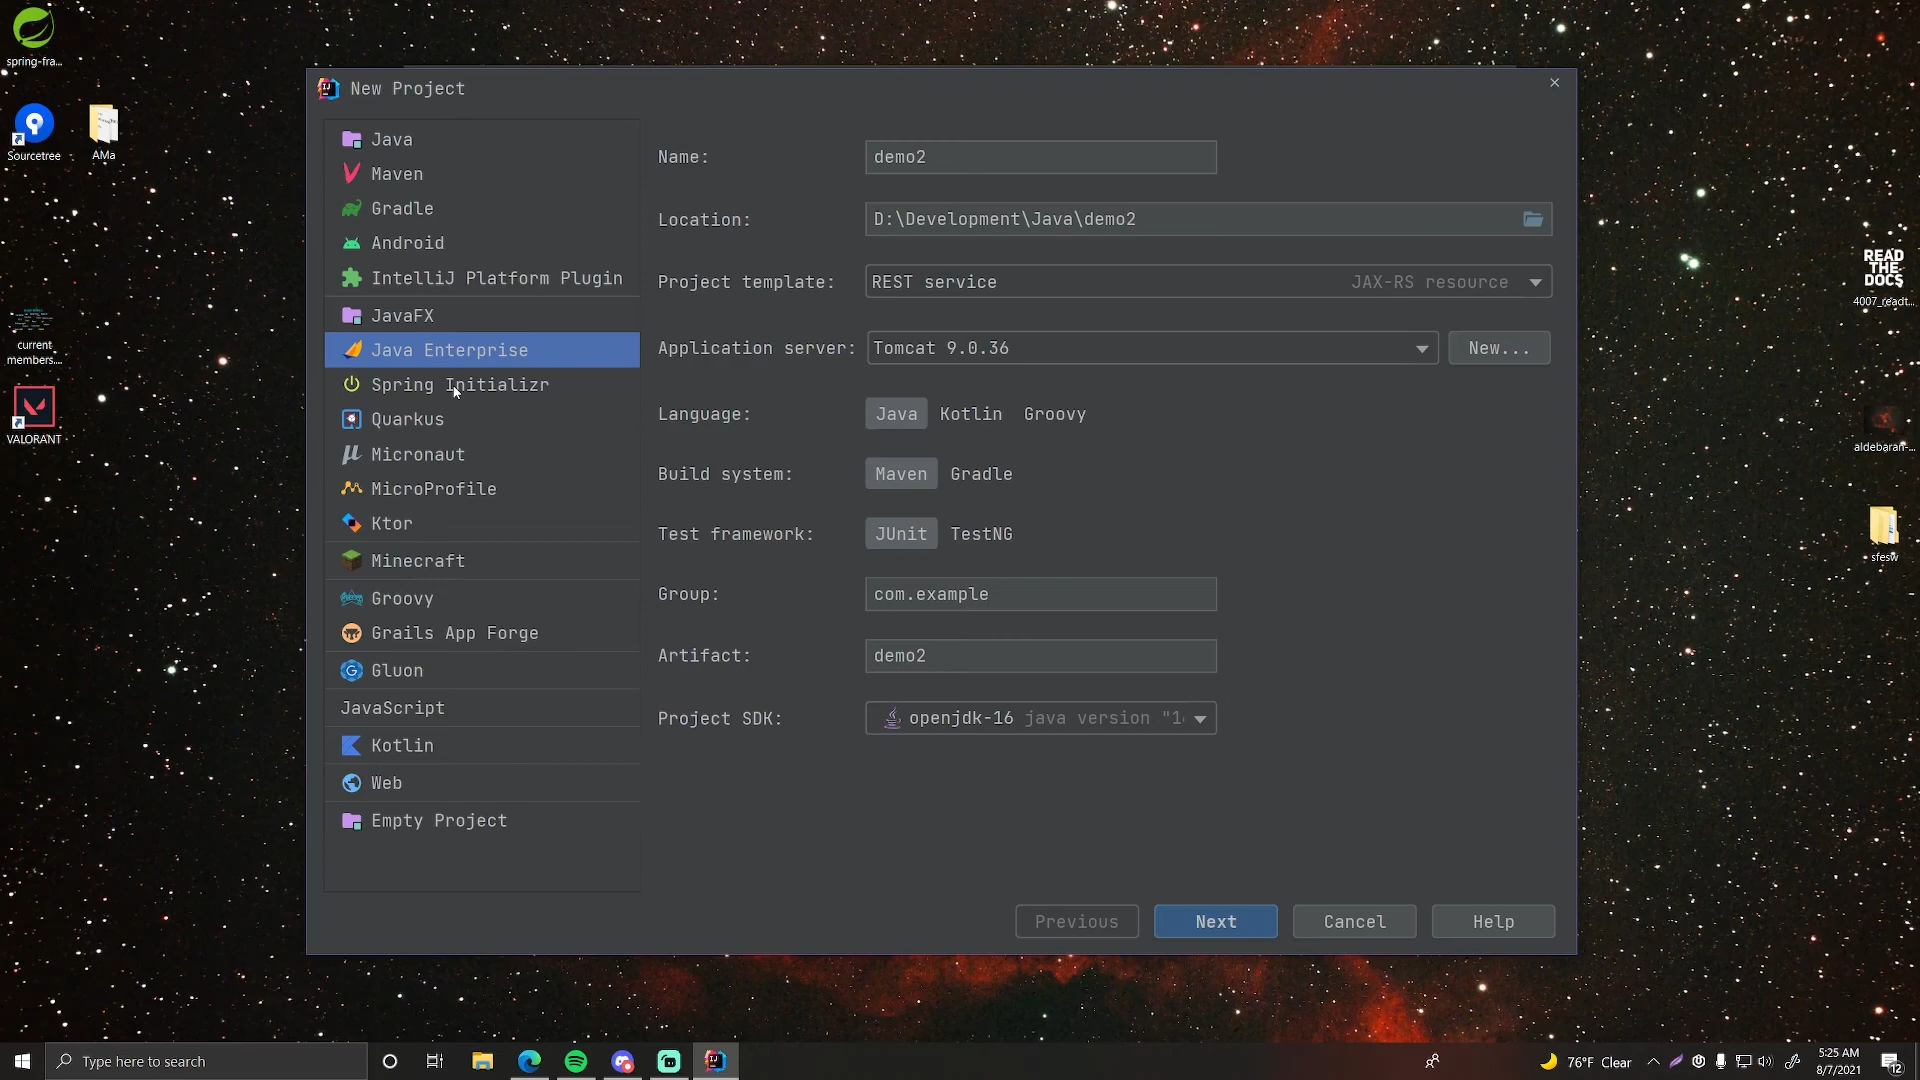 spring-fra...
Sourcetree
AMa
current
members....
VALORANT
New Project
Java
Maven
Gradle
Android
IntelliJ Platform Plugin
JavaFX
Java Enterprise
Spring Initializr
Quarkus
Micronaut
MicroProfile
Ktor
Minecraft
Groovy
Grails App Forge
Gluon
JavaScript
Kotlin
Web
Empty Project
Name: demo2
Location: D:\Development\Java\demo2
Project template: REST service JAX-RS resource
Application server: Tomcat 9.0.36 New...
Language: Java Kotlin Groovy
Build system: Maven Gradle
Test framework: JUnit TestNG
Group: com.example
Artifact: demo2
Project SDK: openjdk-16 java version "1
Previous Next Cancel Help
READ
THE
DOCS
4007_readt...
aldebaran-...
sfesw
Type here to search
76°F Clear
5:25 AM
8/7/2021
12